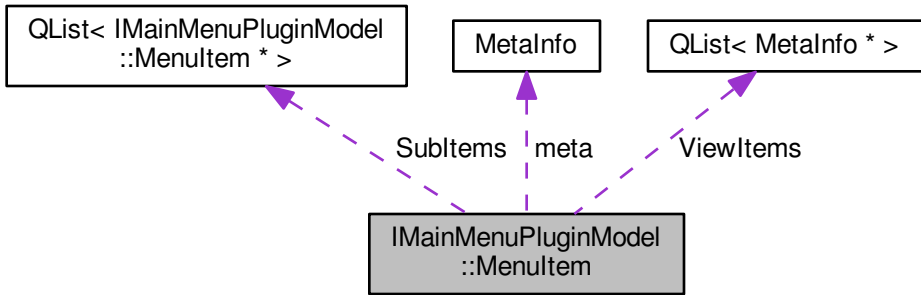 QList< IMainMenuPluginModel
::MenuItem * >
MetaInfo
QList< MetaInfo * >
SubItems
meta
ViewItems
IMainMenuPluginModel
::MenuItem